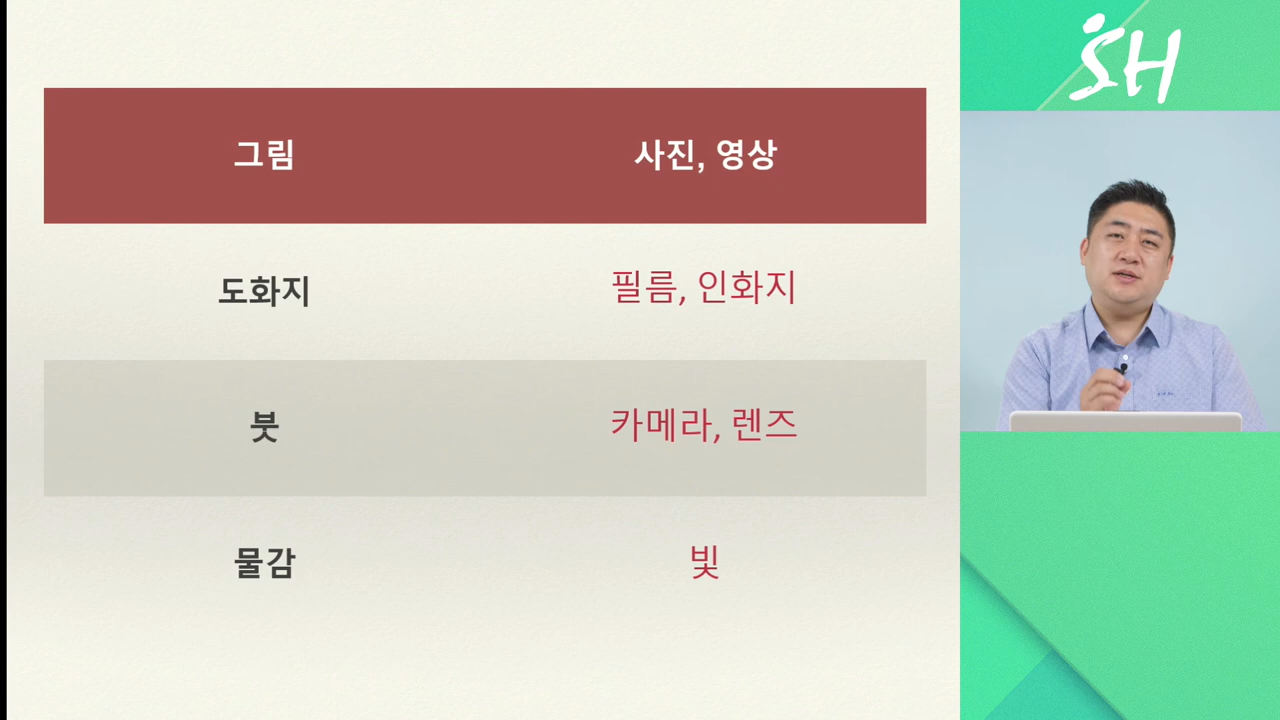 그림 사진, 영상
도화지 필름, 인화지
붓 카메라, 렌즈
물감 빛
SH